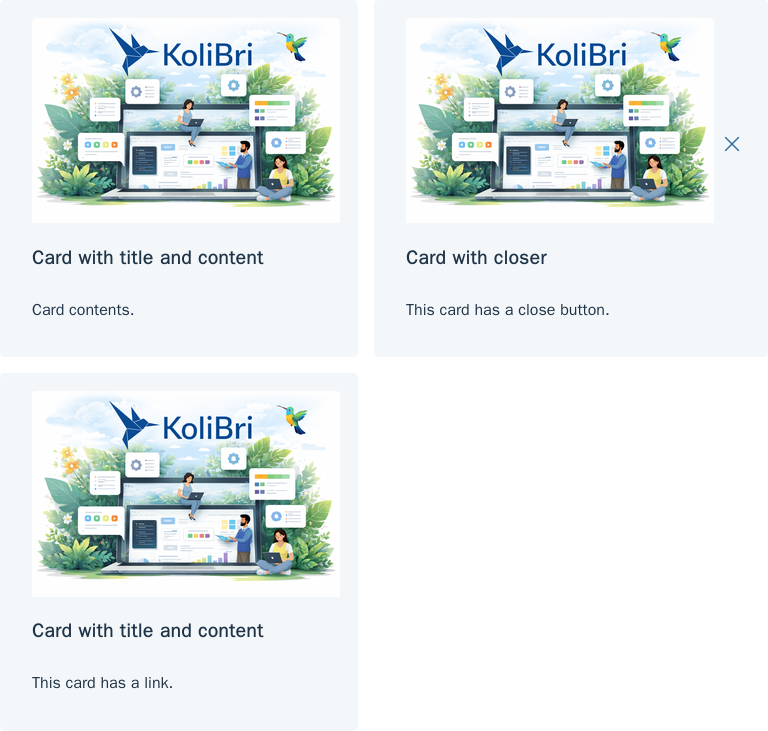 KoliBri
Card with title and content
Card contents.
KoliBri
Card with closer
This card has a close button.
KoliBri
Card with title and content
This card has a link.